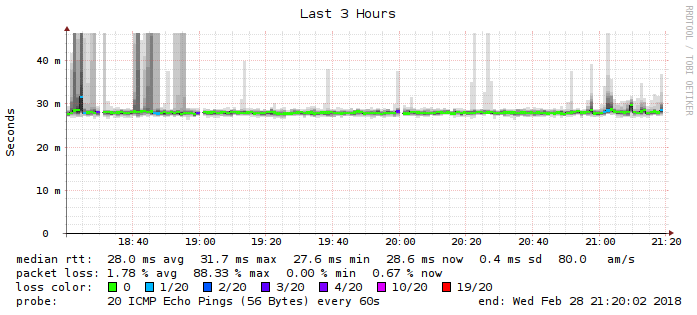 Last 3 Hours
RRDTOOL / TOBI OETIKER
Seconds
40 m
30 m
20 m
10 m
0
18:40 19:00 19:20 19:40 20:00 20:20 20:40 21:00 21:20
median rtt: 28.0 ms avg 31.7 ms max 27.6 ms min 28.6 ms now 0.4 ms sd 80.0 am/s
packet loss: 1.78 % avg 88.33 % max 0.00 % min 0.67 % now
loss color: 0 1/20 2/20 3/20 4/20 10/20 19/20
probe: 20 ICMP Echo Pings (56 Bytes) every 60s end: Wed Feb 28 21:20:02 2018